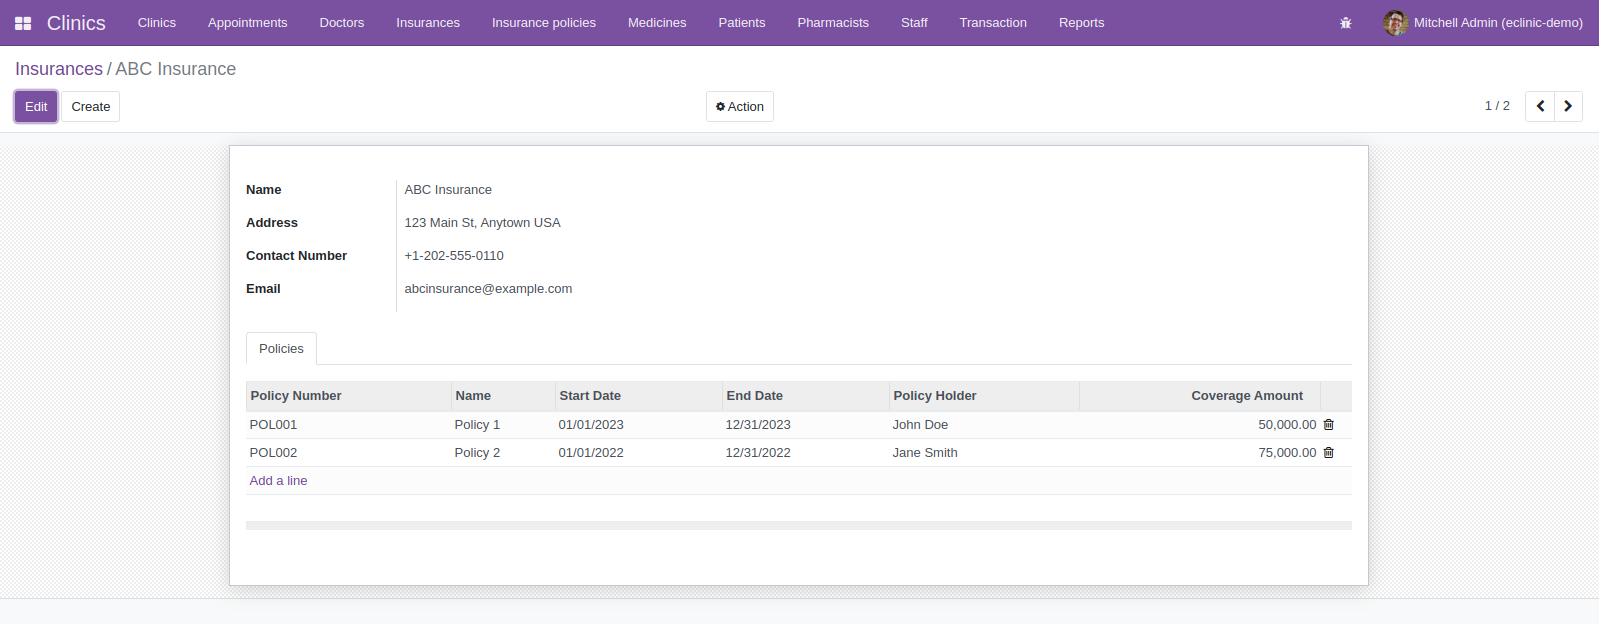 Clinics Clinics Appointments Doctors Insurances Insurance policies Medicines Patients Pharmacists Staff Transaction Reports Mitchell Admin (eclinic-demo)
Insurances / ABC Insurance
Edit Create Action 1 / 2
Name ABC Insurance
Address 123 Main St, Anytown USA
Contact Number +1-202-555-0110
Email abcinsurance@example.com
Policies
Policy Number Name Start Date End Date Policy Holder Coverage Amount
POL001 Policy 1 01/01/2023 12/31/2023 John Doe 50,000.00
POL002 Policy 2 01/01/2022 12/31/2022 Jane Smith 75,000.00
Add a line